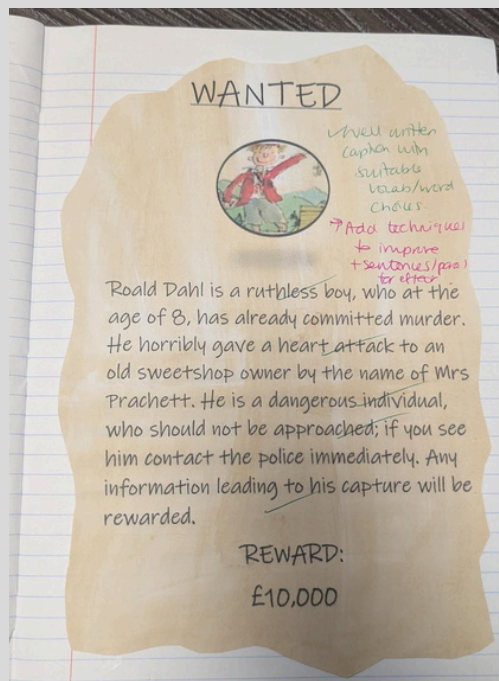 WANTED
Well written
caption with
suitable
vocab/word
choices.
→ Add techniques
to improve
+ sentences/paras
for effect
Roald Dahl is a ruthless boy, who at the
age of 8, has already committed murder.
He horribly gave a heart attack to an
old sweetshop owner by the name of Mrs
Prachett. He is a dangerous individual,
who should not be approached; if you see
him contact the police immediately. Any
information leading to his capture will be
rewarded.
REWARD:
£10,000